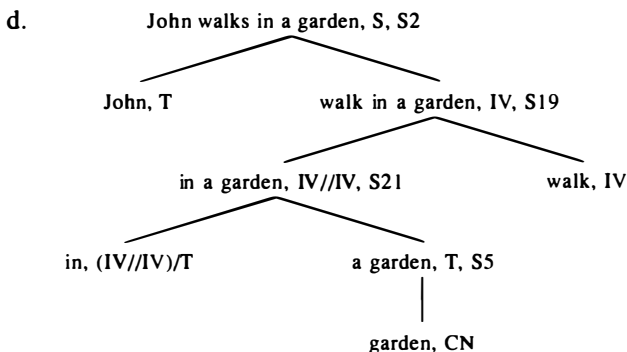 d. John walks in a garden, S, S2
John, T walk in a garden, IV, S19
in a garden, IV//IV, S21 walk, IV
in, (IV//IV)/T a garden, T, S5
garden, CN